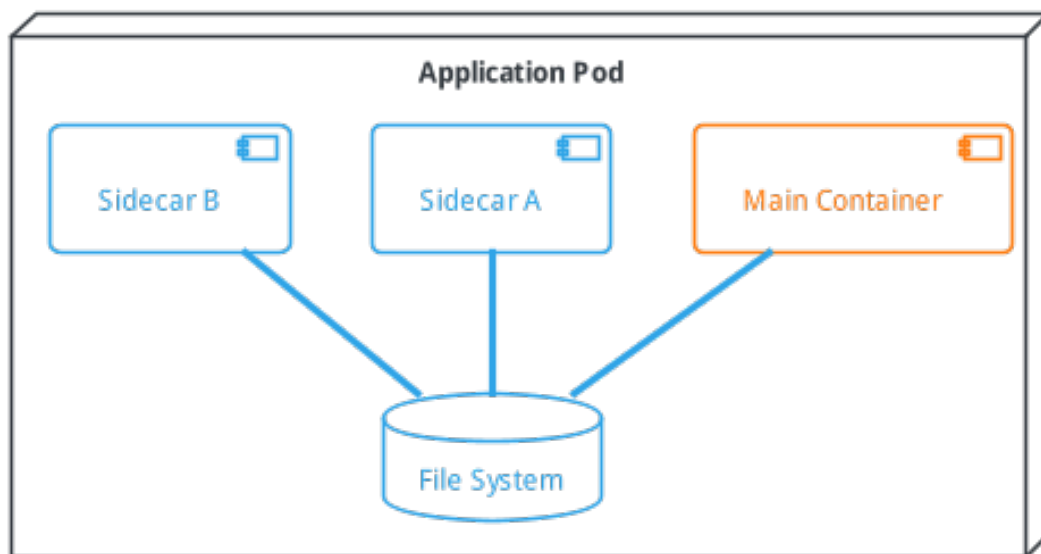 Application Pod
Sidecar B
Sidecar A
Main Container
File System